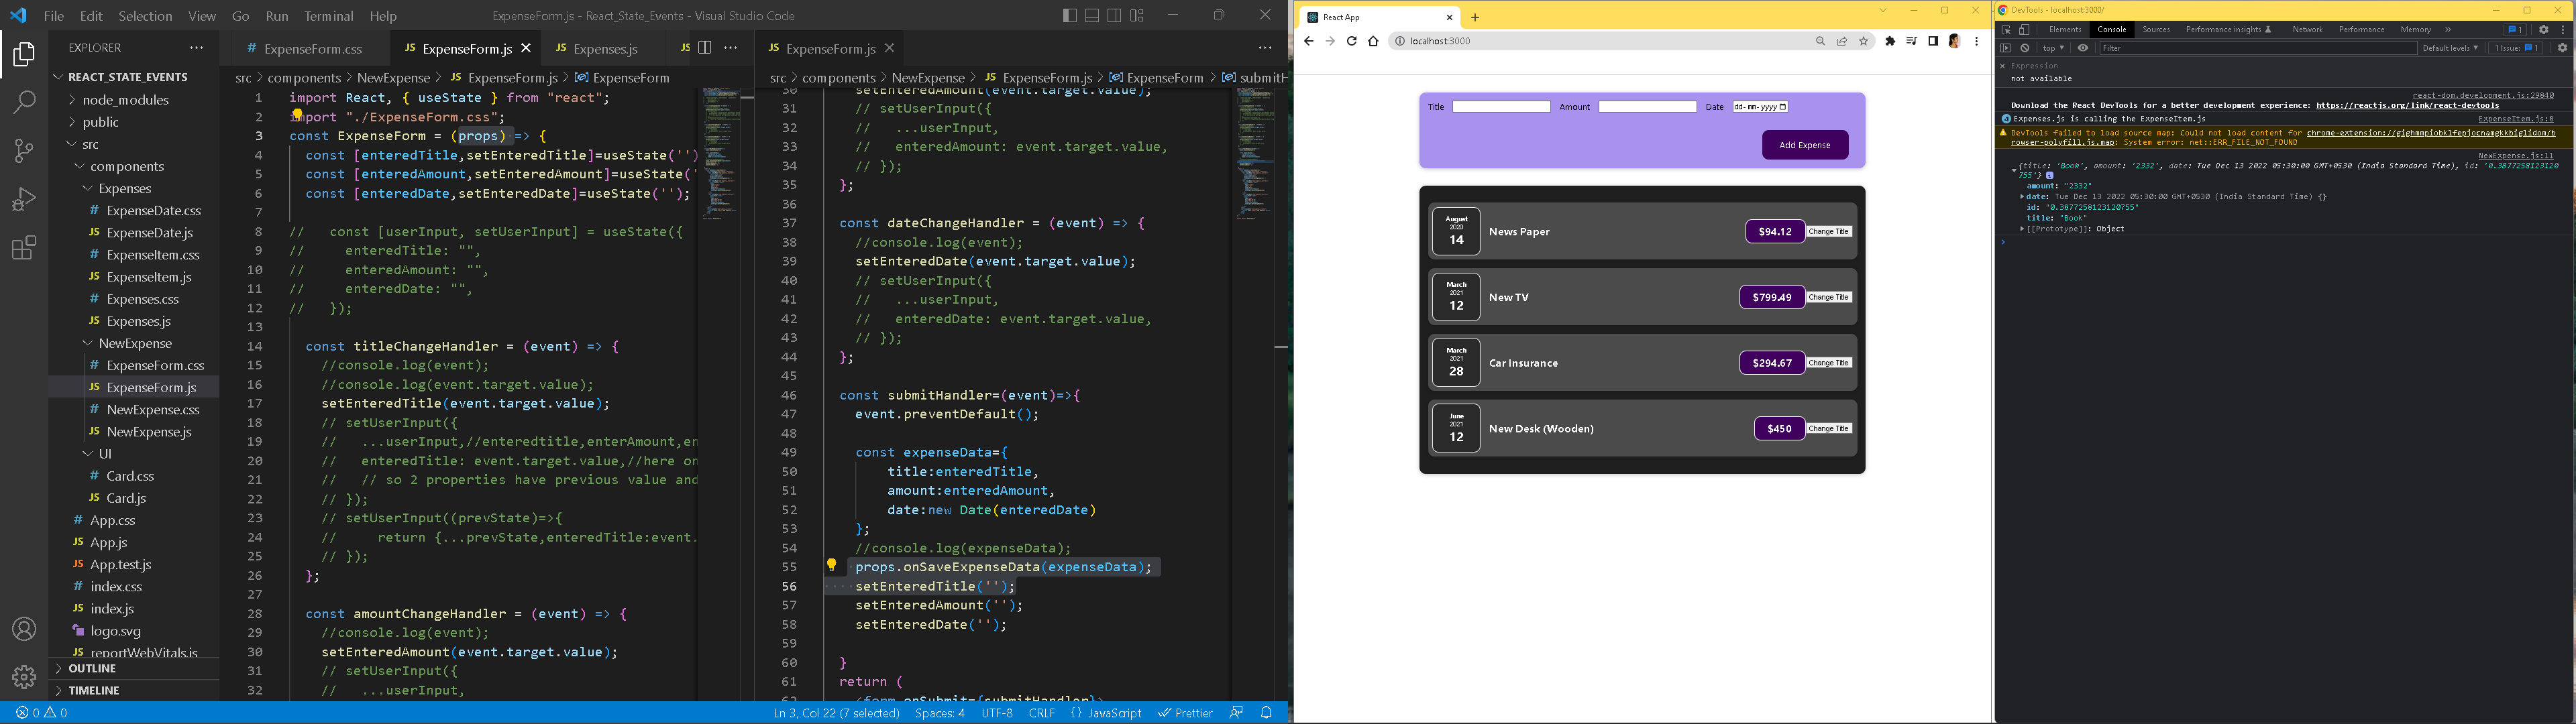 File Edit Selection View Go Run Terminal Help
ExpenseForm.js - React_State_Events - Visual Studio Code
EXPLORER
REACT_STATE_EVENTS
node_modules
public
src
components
Expenses
ExpenseDate.css
ExpenseDate.js
ExpenseItem.css
ExpenseItem.js
Expenses.css
Expenses.js
NewExpense
ExpenseForm.css
ExpenseForm.js
NewExpense.css
NewExpense.js
UI
Card.css
Card.js
App.css
App.js
App.test.js
index.css
index.js
logo.svg
reportWebVitals.js
OUTLINE
TIMELINE
ExpenseForm.css ExpenseForm.js Expenses.js
src > components > NewExpense > ExpenseForm.js > ExpenseForm
1 import React, { useState } from "react";
2 import "./ExpenseForm.css";
3 const ExpenseForm = (props) => {
4 const [enteredTitle,setEnteredTitle]=useState('')
5 const [enteredAmount,setEnteredAmount]=useState('
6 const [enteredDate,setEnteredDate]=useState('');
7
8 // const [userInput, setUserInput] = useState({
9 // enteredTitle: "",
10 // enteredAmount: "",
11 // enteredDate: "",
12 // });
13
14 const titleChangeHandler = (event) => {
15 //console.log(event);
16 //console.log(event.target.value);
17 setEnteredTitle(event.target.value);
18 // setUserInput({
19 // ...userInput,//enteredtitle,enterAmount,en
20 // enteredTitle: event.target.value,//here on
21 // // so 2 properties have previous value and
22 // });
23 // setUserInput((prevState)=>{
24 // return {...prevState,enteredTitle:event.
25 // });
26 };
27
28 const amountChangeHandler = (event) => {
29 //console.log(event);
30 setEnteredAmount(event.target.value);
31 // setUserInput({
32 // ...userInput,
ExpenseForm.js
src > components > NewExpense > ExpenseForm.js > ExpenseForm > submitH
30 setEnteredAmount(event.target.value);
31 // setUserInput({
32 // ...userInput,
33 // enteredAmount: event.target.value,
34 // });
35 };
36
37 const dateChangeHandler = (event) => {
38 //console.log(event);
39 setEnteredDate(event.target.value);
40 // setUserInput({
41 // ...userInput,
42 // enteredDate: event.target.value,
43 // });
44 };
45
46 const submitHandler=(event)=>{
47 event.preventDefault();
48
49 const expenseData={
50 title:enteredTitle,
51 amount:enteredAmount,
52 date:new Date(enteredDate)
53 };
54 //console.log(expenseData);
55 props.onSaveExpenseData(expenseData);
56 setEnteredTitle('');
57 setEnteredAmount('');
58 setEnteredDate('');
59
60 }
61 return (
62 <form onSubmit={submitHandler}>
0 0
Ln 3, Col 22 (7 selected) Spaces: 4 UTF-8 CRLF {} JavaScript Prettier
React App
localhost:3000
Title Amount Date dd-mm-yyyy
Add Expense
August
2020
14
News Paper
$94.12 Change Title
March
2021
12
New TV
$799.49 Change Title
March
2021
28
Car Insurance
$294.67 Change Title
June
2021
12
New Desk (Wooden)
$450 Change Title
DevTools - localhost:3000/
Elements Console Sources Performance insights Network Performance Memory 1
top Filter Default levels 1 Issue: 1
Expression
not available
react-dom.development.js:29840
Download the React DevTools for a better development experience: https://reactjs.org/link/react-devtools
4 Expenses.js is calling the ExpenseItem.js ExpenseItem.js:8
DevTools failed to load source map: Could not load content for chrome-extension://gighmmpiobklfepjocnamgkkbiglidom/b
rowser-polyfill.js.map: System error: net::ERR_FILE_NOT_FOUND
NewExpense.js:11
{title: 'Book', amount: '2332', date: Tue Dec 13 2022 05:30:00 GMT+0530 (India Standard Time), id: '0.3877258123120
755'}
amount: "2332"
date: Tue Dec 13 2022 05:30:00 GMT+0530 (India Standard Time) {}
id: "0.3877258123120755"
title: "Book"
[[Prototype]]: Object